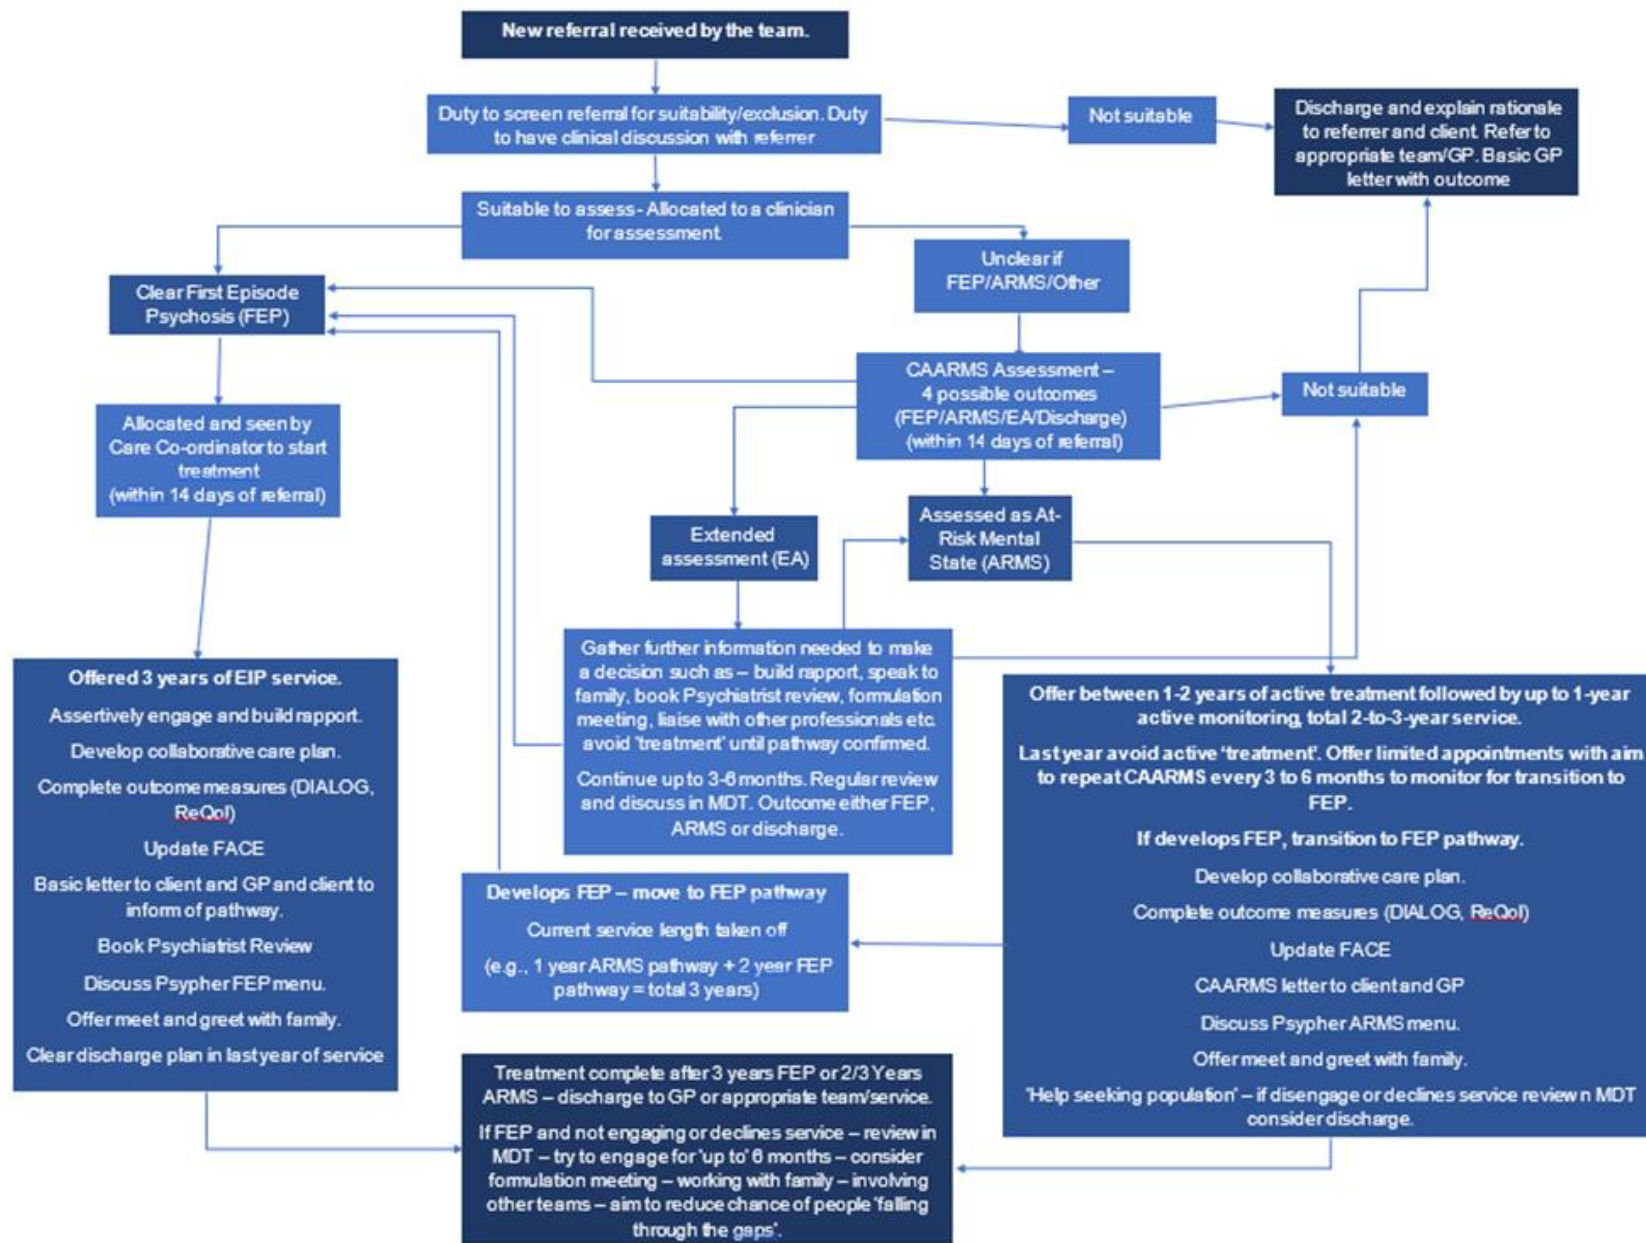 New referral received by the team.
Duty to screen referral for suitability/exclusion. Duty
to have clinical discussion with referrer
Not suitable
Discharge and explain rationale
to referrer and client. Refer to
appropriate team/GP. Basic GP
letter with outcome
Suitable to assess - Allocated to a clinician
for assessment.
Unclear if
FEP/ARMS/Other
Clear First Episode
Psychosis (FEP)
CAARMS Assessment –
4 possible outcomes
(FEP/ARMS/EA/Discharge)
(within 14 days of referral)
Not suitable
Allocated and seen by
Care Co-ordinator to start
treatment
(within 14 days of referral)
Extended
assessment (EA)
Assessed as At-
Risk Mental
State (ARMS)
Gather further information needed to make
a decision such as – build rapport, speak to
family, book Psychiatrist review, formulation
meeting, liaise with other professionals etc.
avoid 'treatment' until pathway confirmed.
Continue up to 3-6 months. Regular review
and discuss in MDT. Outcome either FEP,
ARMS or discharge.
Offered 3 years of EIP service.
Assertively engage and build rapport.
Develop collaborative care plan.
Complete outcome measures (DIALOG,
ReQol)
Update FACE
Basic letter to client and GP and client to
inform of pathway.
Book Psychiatrist Review
Discuss Psypher FEP menu.
Offer meet and greet with family.
Clear discharge plan in last year of service
Offer between 1-2 years of active treatment followed by up to 1-year
active monitoring, total 2-to-3-year service.
Last year avoid active 'treatment'. Offer limited appointments with aim
to repeat CAARMS every 3 to 6 months to monitor for transition to
FEP.
If develops FEP, transition to FEP pathway.
Develop collaborative care plan.
Complete outcome measures (DIALOG, ReQol)
Update FACE
CAARMS letter to client and GP
Discuss Psypher ARMS menu.
Offer meet and greet with family.
'Help seeking population' – if disengage or declines service review n MDT
consider discharge.
Develops FEP – move to FEP pathway
Current service length taken off
(e.g., 1 year ARMS pathway + 2 year FEP
pathway = total 3 years)
Treatment complete after 3 years FEP or 2/3 Years
ARMS – discharge to GP or appropriate team/service.
If FEP and not engaging or declines service – review in
MDT – try to engage for 'up to' 6 months – consider
formulation meeting – working with family – involving
other teams – aim to reduce chance of people 'falling
through the gaps'.